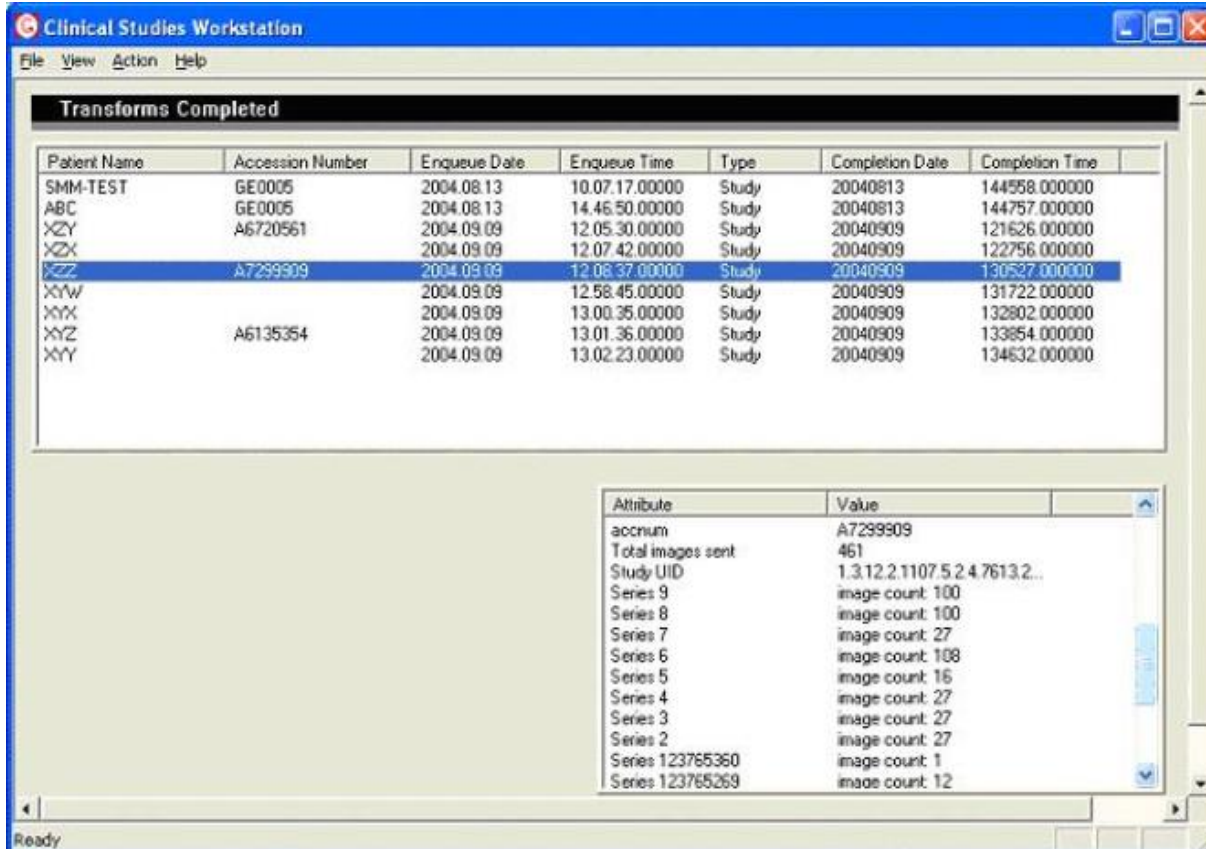 Clinical Studies Workstation
File View Action Help
Transforms Completed
Patient Name Accession Number Enqueue Date Enqueue Time Type Completion Date Completion Time
SMM-TEST GE0005 2004.08.13 10.07.17.00000 Study 20040813 144558.000000
ABC GE0005 2004.08.13 14.46.50.00000 Study 20040813 144757.000000
XZY A6720561 2004.09.09 12.05.30.00000 Study 20040909 121626.000000
XZX 2004.09.09 12.07.42.00000 Study 20040909 122756.000000
XZZ A7299909 2004.09.09 12.08.37.00000 Study 20040909 130527.000000
XYW 2004.09.09 12.58.45.00000 Study 20040909 131722.000000
XYX 2004.09.09 13.00.35.00000 Study 20040909 132802.000000
XYZ A6135354 2004.09.09 13.01.36.00000 Study 20040909 133854.000000
XYY 2004.09.09 13.02.23.00000 Study 20040909 134632.000000
Attribute Value
accnum A7299909
Total images sent 461
Study UID 1.3.12.2.1107.5.2.4.7613.2...
Series 9 image count: 100
Series 8 image count: 100
Series 7 image count: 27
Series 6 image count: 108
Series 5 image count: 16
Series 4 image count: 27
Series 3 image count: 27
Series 2 image count: 27
Series 123765360 image count: 1
Series 123765269 image count: 12
Ready